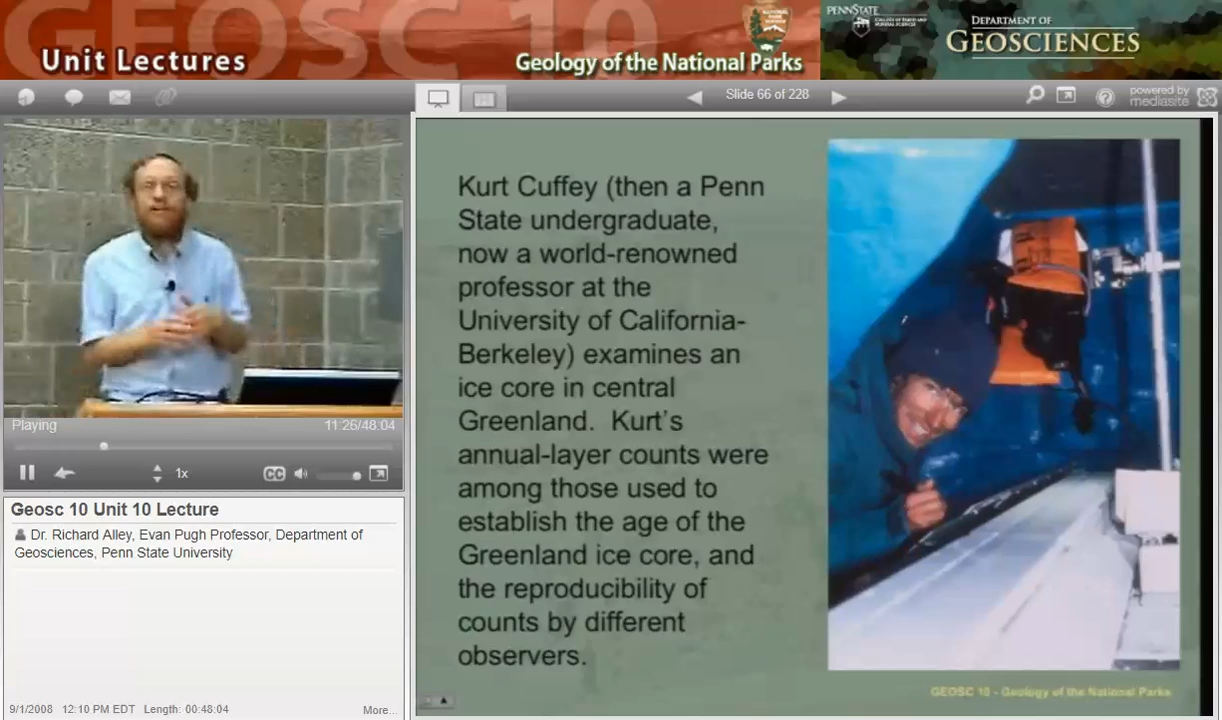 GEOSC 10
Unit Lectures
Geology of the National Parks
PENNSTATE
DEPARTMENT OF
GEOSCIENCES
Slide 66 of 228
powered by
mediasite
Kurt Cuffey (then a Penn
State undergraduate,
now a world-renowned
professor at the
University of California-
Berkeley) examines an
ice core in central
Greenland. Kurt's
annual-layer counts were
among those used to
establish the age of the
Greenland ice core, and
the reproducibility of
counts by different
observers.
GEOSC 10 - Geology of the National Parks
Playing
11:25/48:04
1x
CC
Geosc 10 Unit 10 Lecture
Dr. Richard Alley, Evan Pugh Professor, Department of
Geosciences, Penn State University
9/1/2008 12:10 PM EDT Length: 00:48:04
More...